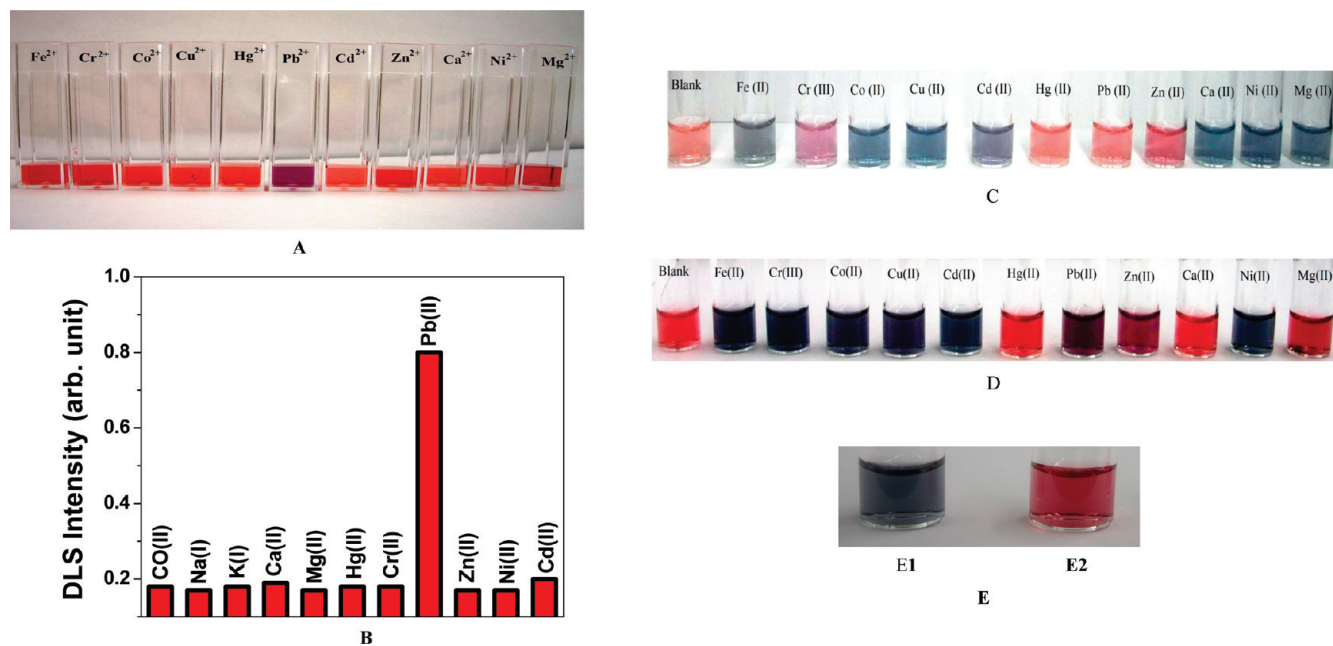 Fe2+ Cr2+ Co2+ Cu2+ Hg2+ Pb2+ Cd2+ Zn2+ Ca2+ Ni2+ Mg2+
A
DLS Intensity (arb. unit)
1.0
0.8
0.6
0.4
0.2
CO(II)
Na(I)
K(I)
Ca(II)
Mg(II)
Hg(II)
Cr(II)
Pb(II)
Zn(II)
Ni(II)
Cd(II)
B
Blank Fe (II) Cr (III) Co (II) Cu (II) Cd (II) Hg (II) Pb (II) Zn (II) Ca (II) Ni (II) Mg (II)
C
Blank Fe(II) Cr(III) Co(II) Cu(II) Cd(II) Hg(II) Pb(II) Zn(II) Ca(II) Ni(II) Mg(II)
D
E1 E2
E